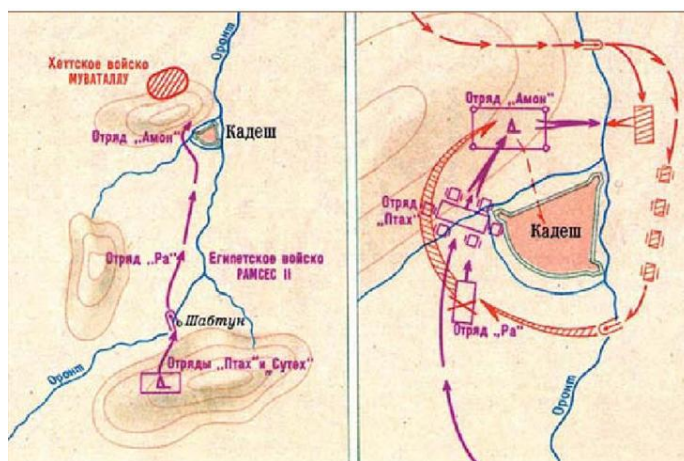 Оронт
Хеттское войско
МУВАТАЛЛУ
Отряд „Амон"
Кадеш
Отряд „Ра"
Египетское войско
РАМСЕС II
Шабтун
Отряды „Птах" и „Сутех"
Оронт
Отряд „Амон"
Отряд
„Птах"
Кадеш
Отряд „Ра"
Оронт